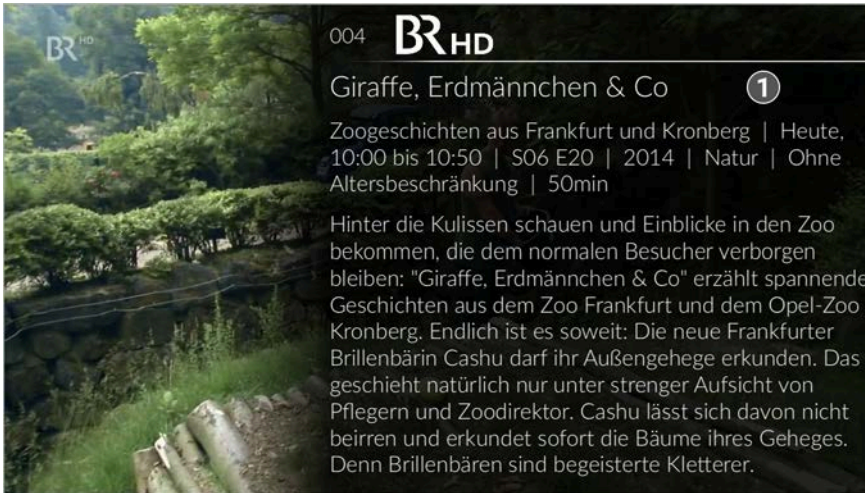 BR HD
004 BR HD
Giraffe, Erdmännchen & Co 1
Zoogeschichten aus Frankfurt und Kronberg | Heute,
10:00 bis 10:50 | S06 E20 | 2014 | Natur | Ohne
Altersbeschränkung | 50min
Hinter die Kulissen schauen und Einblicke in den Zoo
bekommen, die dem normalen Besucher verborgen
bleiben: "Giraffe, Erdmännchen & Co" erzählt spannende
Geschichten aus dem Zoo Frankfurt und dem Opel-Zoo
Kronberg. Endlich ist es soweit: Die neue Frankfurter
Brillenbärin Cashu darf ihr Außengehege erkunden. Das
geschieht natürlich nur unter strenger Aufsicht von
Pflegern und Zoodirektor. Cashu lässt sich davon nicht
beirren und erkundet sofort die Bäume ihres Geheges.
Denn Brillenbären sind begeisterte Kletterer.